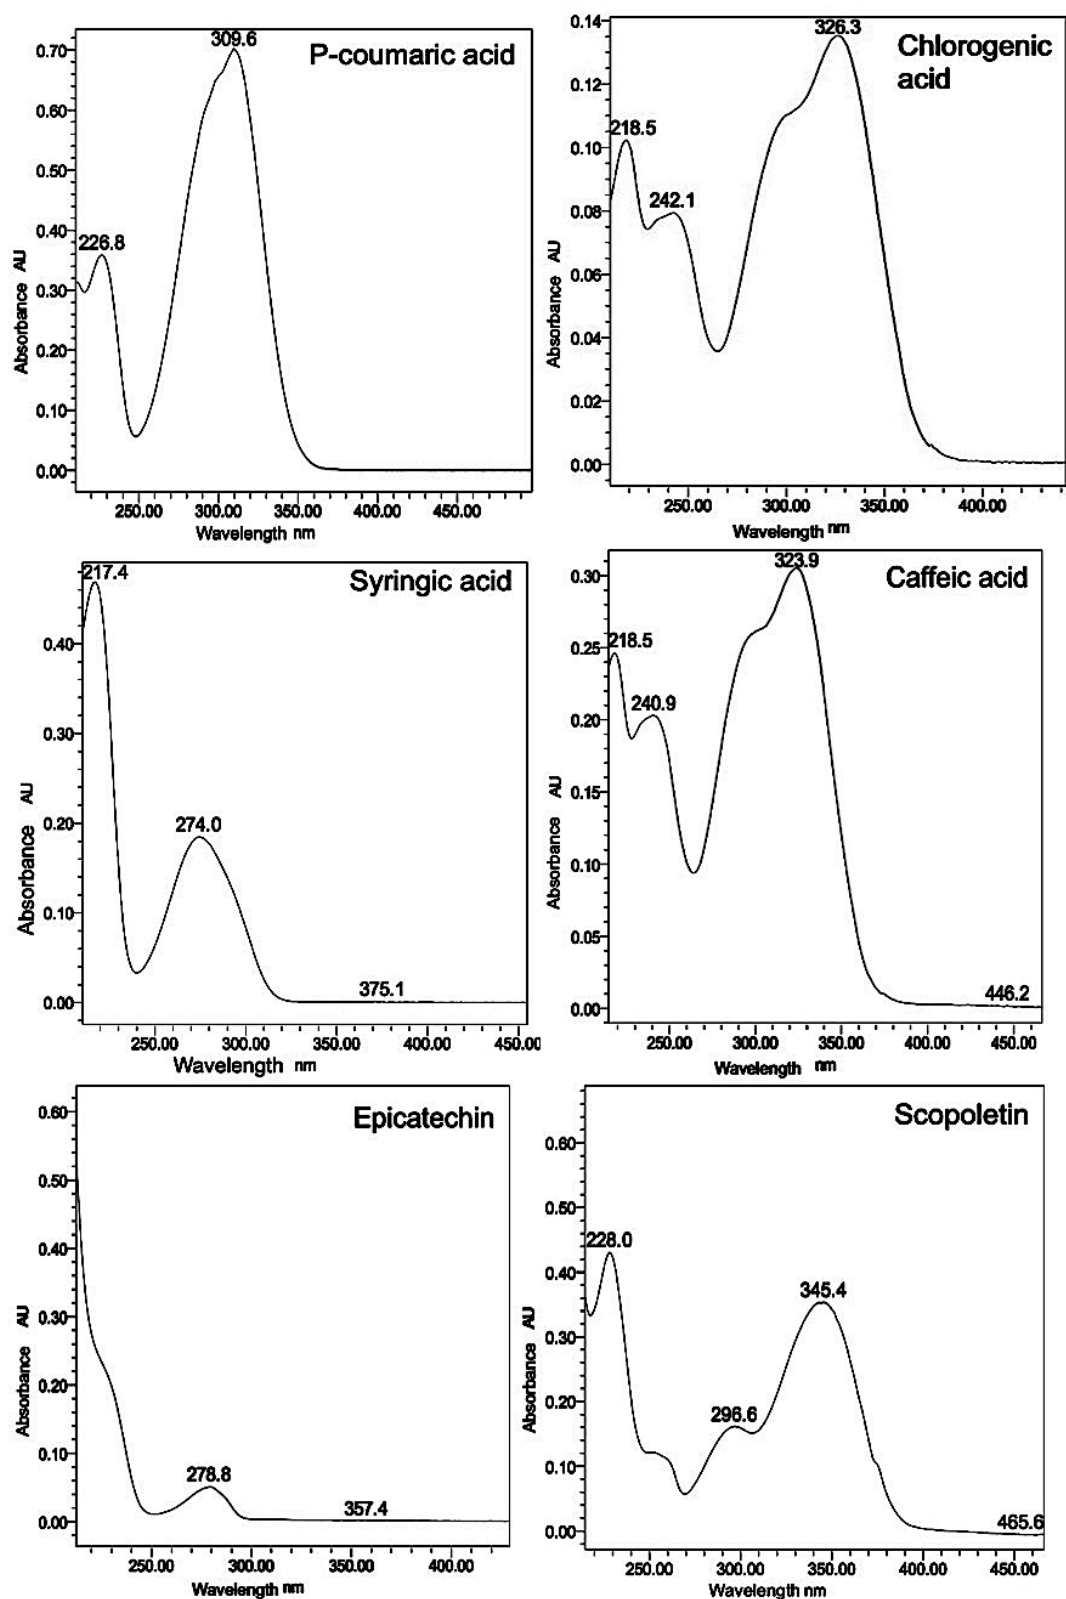 P-coumaric acid
309.6
226.8
0.70
0.60
0.50
0.40
0.30
0.20
0.10
0.00
Absorbance AU
250.00 300.00 350.00 400.00 450.00
Wavelength nm
Chlorogenic
acid
326.3
218.5
242.1
0.14
0.12
0.10
0.08
0.06
0.04
0.02
0.00
Absorbance AU
250.00 300.00 350.00 400.00
Wavelength nm
Syringic acid
217.4
274.0
375.1
0.40
0.30
0.20
0.10
0.00
Absorbance AU
250.00 300.00 350.00 400.00 450.00
Wavelength nm
Caffeic acid
323.9
218.5
240.9
446.2
0.30
0.25
0.20
0.15
0.10
0.05
0.00
Absorbance AU
250.00 300.00 350.00 400.00 450.00
Wavelength nm
Epicatechin
278.8
357.4
0.60
0.50
0.40
0.30
0.20
0.10
0.00
Absorbance AU
250.00 300.00 350.00 400.00
Wavelength nm
Scopoletin
228.0
345.4
296.6
465.6
0.60
0.50
0.40
0.30
0.20
0.10
0.00
Absorbance AU
250.00 300.00 350.00 400.00 450.00
Wavelength nm